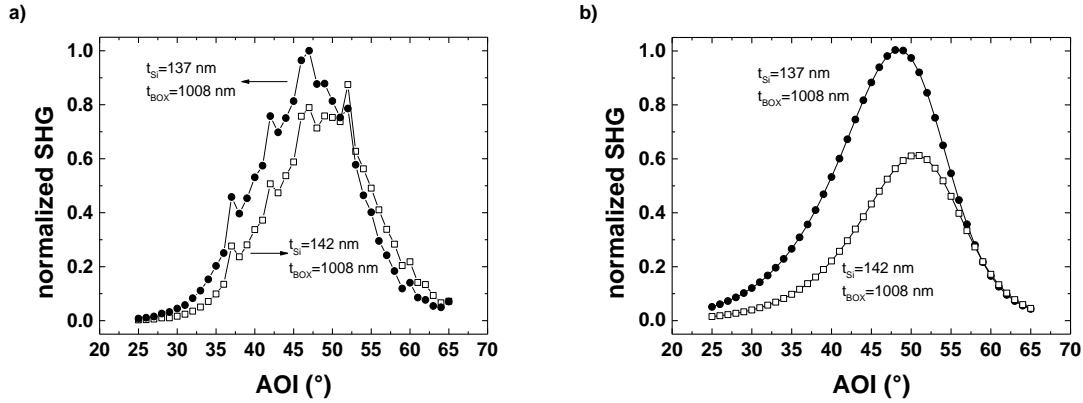 a)
normalized SHG
1.0
0.8
0.6
0.4
0.2
0.0
t_Si=137 nm
t_BOX=1008 nm
t_Si=142 nm
t_BOX=1008 nm
20 25 30 35 40 45 50 55 60 65 70
AOI (°)
b)
normalized SHG
1.0
0.8
0.6
0.4
0.2
0.0
t_Si=137 nm
t_BOX=1008 nm
t_Si=142 nm
t_BOX=1008 nm
20 25 30 35 40 45 50 55 60 65 70
AOI (°)